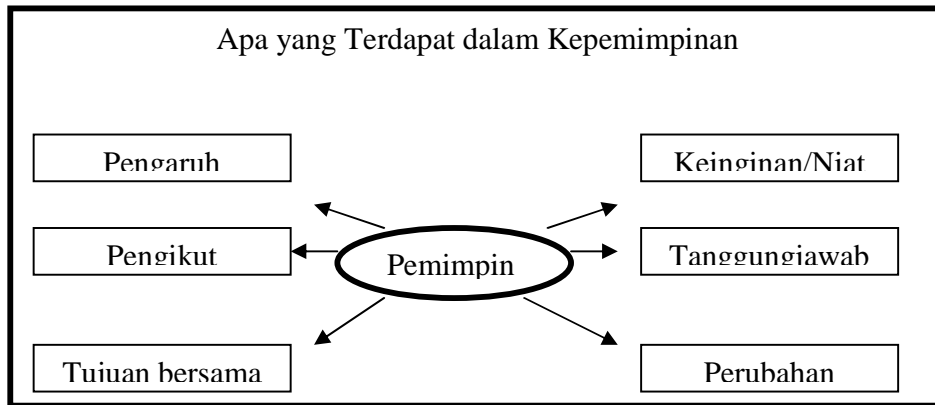 Apa yang Terdapat dalam Kepemimpinan
Pengaruh
Keinginan/Niat
Pengikut
Pemimpin
Tanggungjawab
Tujuan bersama
Perubahan